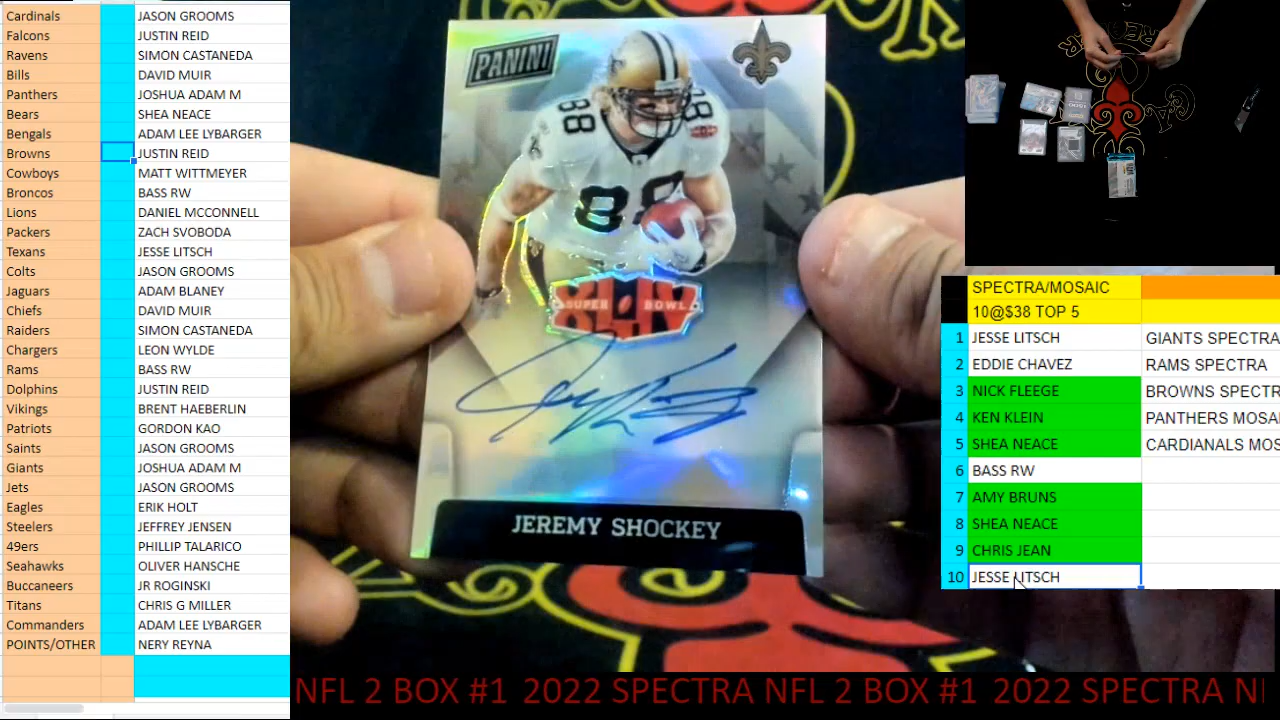 Cardinals JASON GROOMS
Falcons JUSTIN REID
Ravens SIMON CASTANEDA
Bills DAVID MUIR
Panthers JOSHUA ADAM M
Bears SHEA NEACE
Bengals ADAM LEE LYBARGER
Browns JUSTIN REID
Cowboys MATT WITTMEYER
Broncos BASS RW
Lions DANIEL MCCONNELL
Packers ZACH SVOBODA
Texans JESSE LITSCH
Colts JASON GROOMS
Jaguars ADAM BLANEY
Chiefs DAVID MUIR
Raiders SIMON CASTANEDA
Chargers LEON WYLDE
Rams BASS RW
Dolphins JUSTIN REID
Vikings BRENT HAEBERLIN
Patriots GORDON KAO
Saints JASON GROOMS
Giants JOSHUA ADAM M
Jets JASON GROOMS
Eagles ERIK HOLT
Steelers JEFFREY JENSEN
49ers PHILLIP TALARICO
Seahawks OLIVER HANSCHE
Buccaneers JR ROGINSKI
Titans CHRIS G MILLER
Commanders ADAM LEE LYBARGER
POINTS/OTHER NERY REYNA
PANINI
88
88
88
SUPER BOWL
XLIV
JEREMY SHOCKEY
SPECTRA/MOSAIC
10@$38 TOP 5
1 JESSE LITSCH GIANTS SPECTRA
2 EDDIE CHAVEZ RAMS SPECTRA
3 NICK FLEEGE BROWNS SPECTR
4 KEN KLEIN PANTHERS MOSA
5 SHEA NEACE CARDIANALS MOS
6 BASS RW
7 AMY BRUNS
8 SHEA NEACE
9 CHRIS JEAN
10 JESSE LITSCH
NFL 2 BOX #1 2022 SPECTRA NFL 2 BOX #1 2022 SPECTRA N